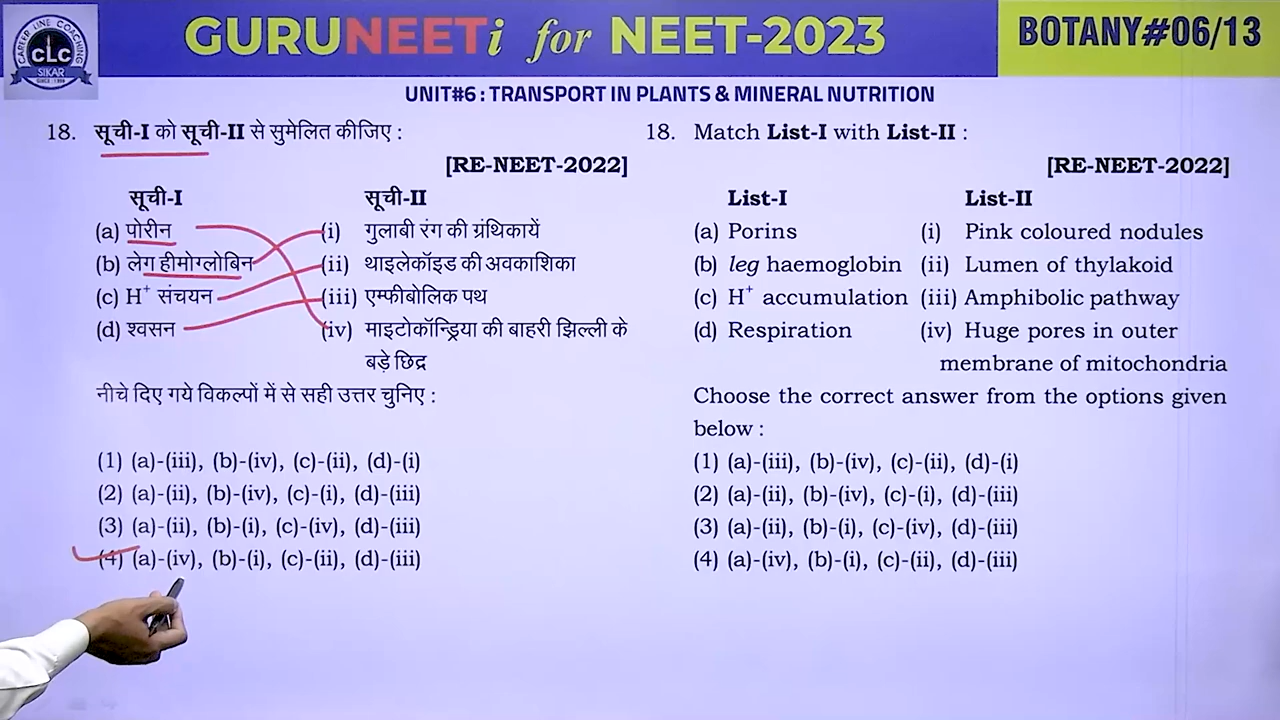 CAREER LINE COACHING
CLC
SIKAR
SINCE : 1996
GURUNEETi for NEET-2023
BOTANY#06/13
UNIT#6 : TRANSPORT IN PLANTS & MINERAL NUTRITION
18. सूची-I को सूची-II से सुमेलित कीजिए :
[RE-NEET-2022]
सूची-I सूची-II
(a) पोरीन (i) गुलाबी रंग की ग्रंथिकायें
(b) लेग हीमोग्लोबिन (ii) थाइलेकॉइड की अवकाशिका
(c) H⁺ संचयन (iii) एम्फीबोलिक पथ
(d) श्वसन (iv) माइटोकॉन्ड्रिया की बाहरी झिल्ली के
बड़े छिद्र
नीचे दिए गये विकल्पों में से सही उत्तर चुनिए :
(1) (a)-(iii), (b)-(iv), (c)-(ii), (d)-(i)
(2) (a)-(ii), (b)-(iv), (c)-(i), (d)-(iii)
(3) (a)-(ii), (b)-(i), (c)-(iv), (d)-(iii)
(4) (a)-(iv), (b)-(i), (c)-(ii), (d)-(iii)
18. Match List-I with List-II :
[RE-NEET-2022]
List-I List-II
(a) Porins (i) Pink coloured nodules
(b) leg haemoglobin (ii) Lumen of thylakoid
(c) H⁺ accumulation (iii) Amphibolic pathway
(d) Respiration (iv) Huge pores in outer
membrane of mitochondria
Choose the correct answer from the options given
below :
(1) (a)-(iii), (b)-(iv), (c)-(ii), (d)-(i)
(2) (a)-(ii), (b)-(iv), (c)-(i), (d)-(iii)
(3) (a)-(ii), (b)-(i), (c)-(iv), (d)-(iii)
(4) (a)-(iv), (b)-(i), (c)-(ii), (d)-(iii)